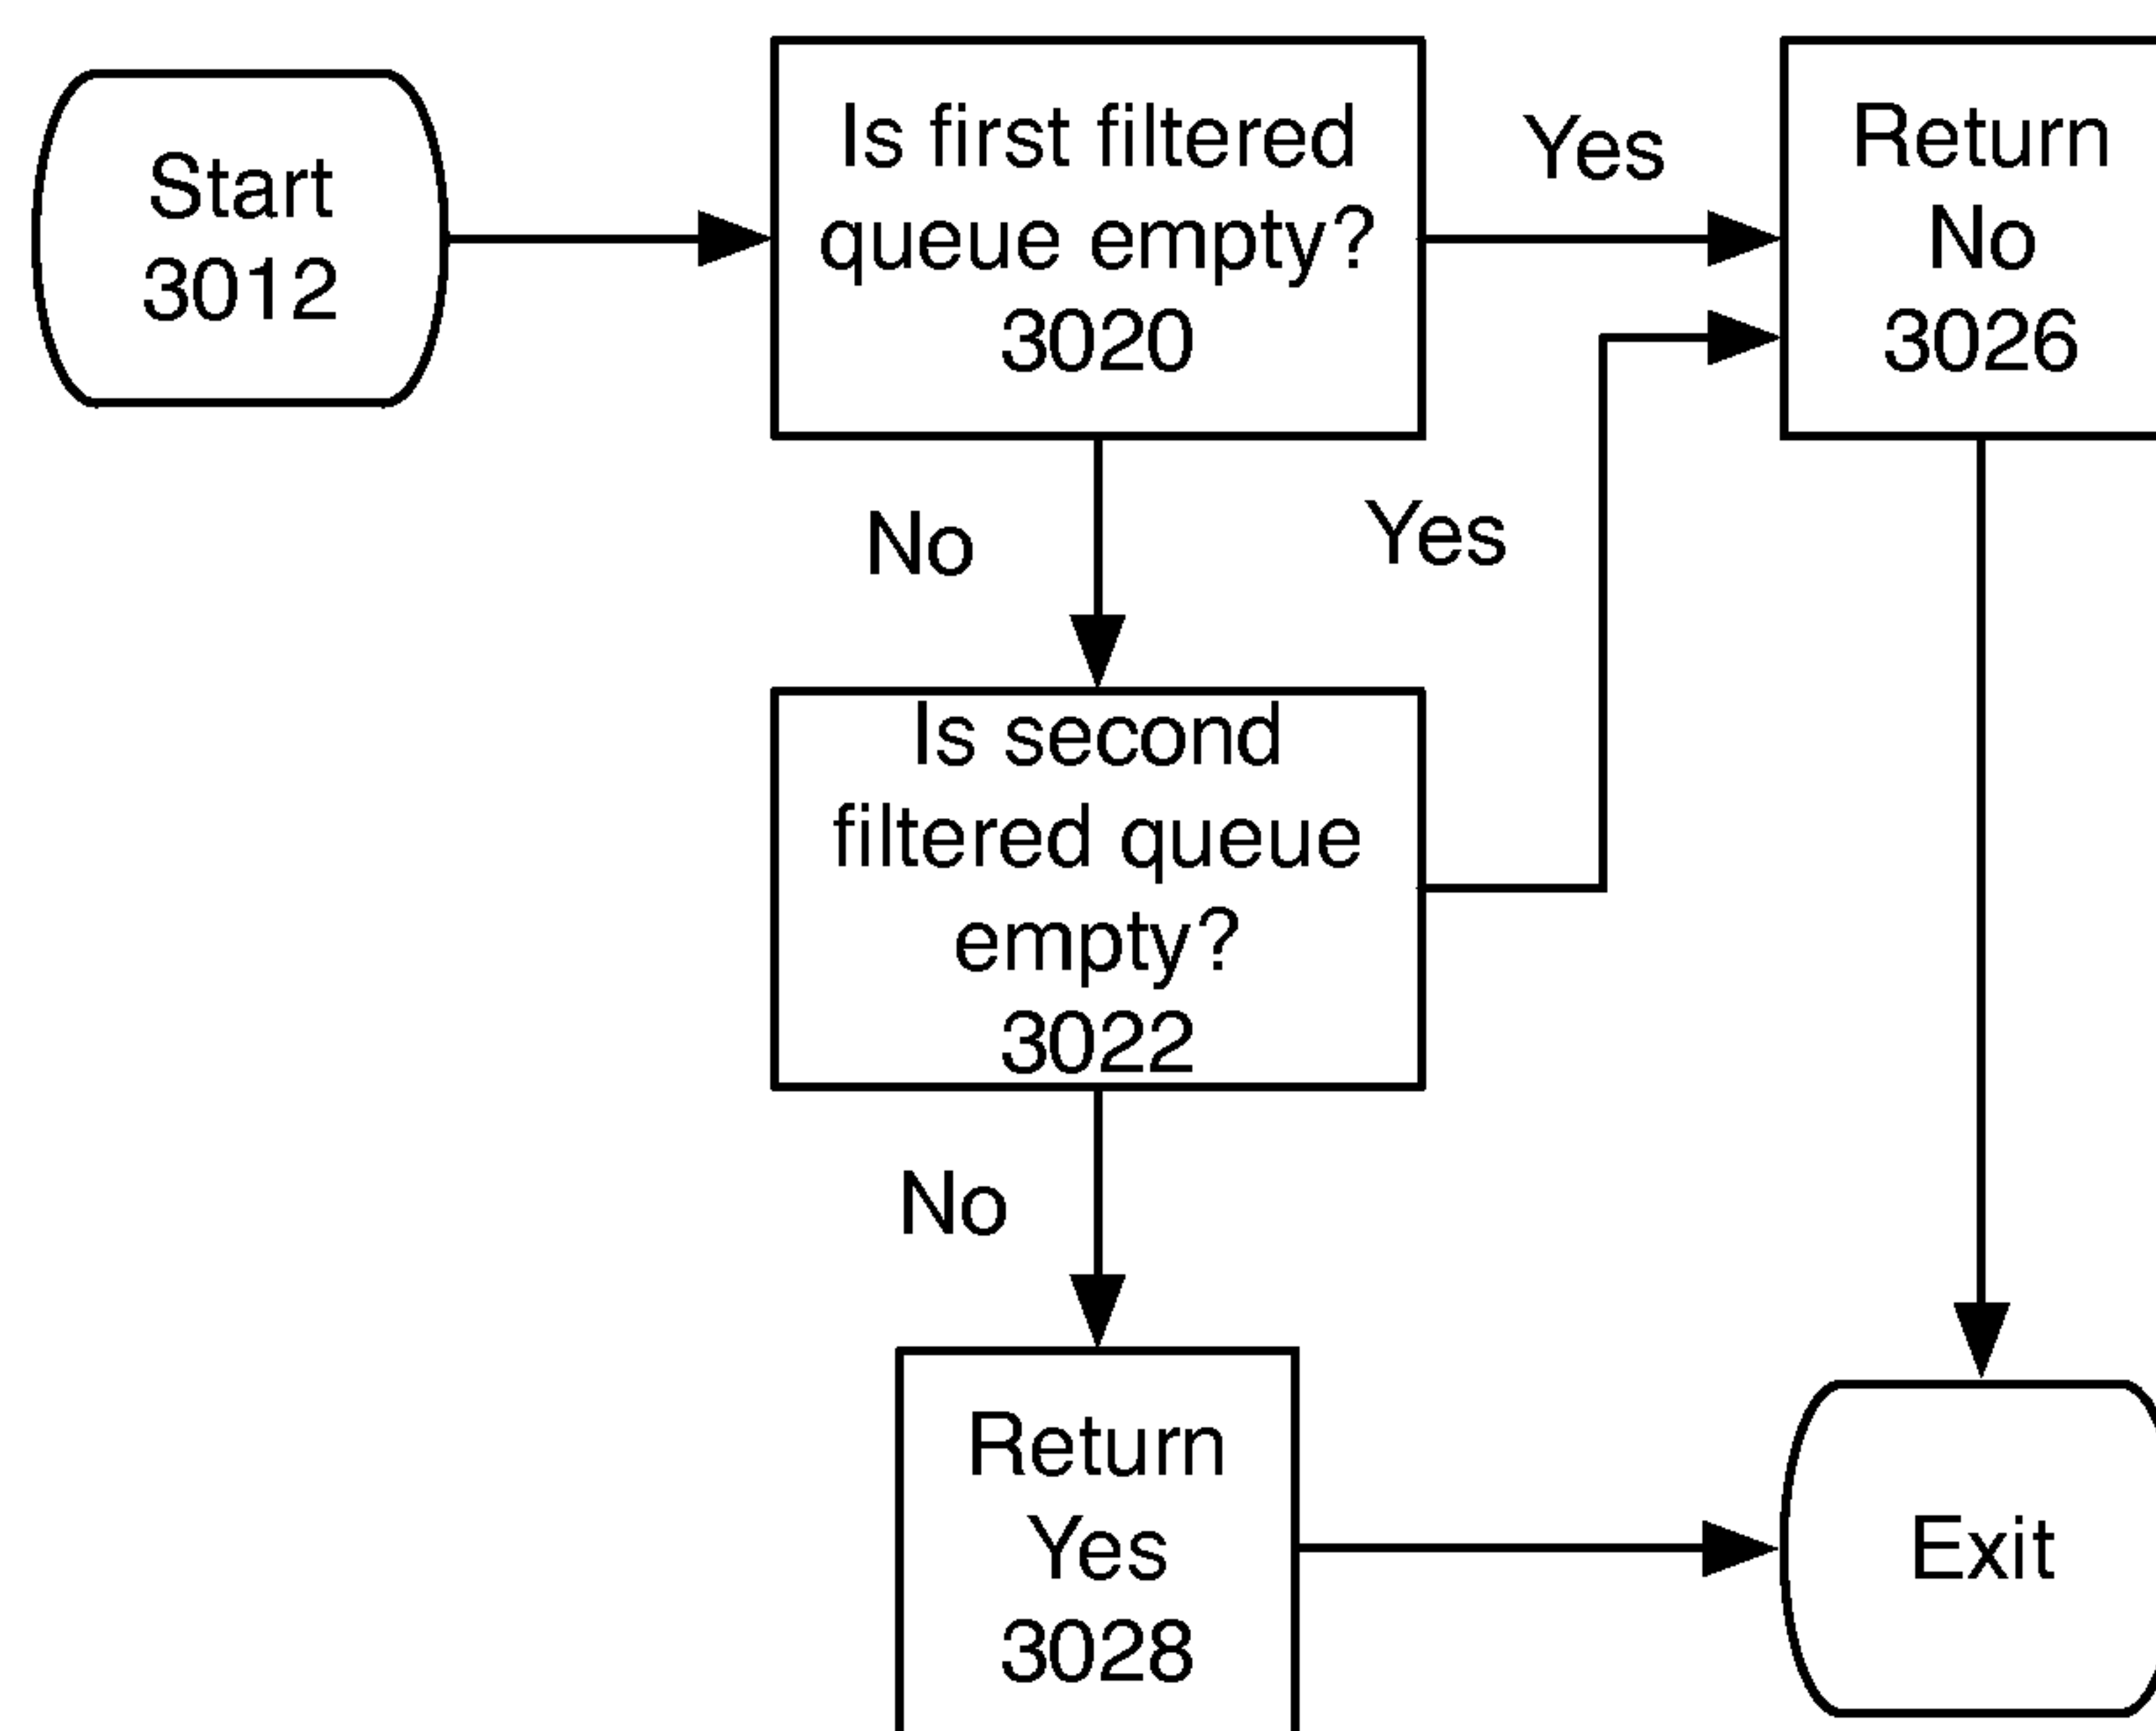 Start
3012
Is first filtered
queue empty?
3020
Yes
Return
No
3026
No
Yes
Is second
filtered queue
empty?
3022
No
Return
Yes
3028
Exit